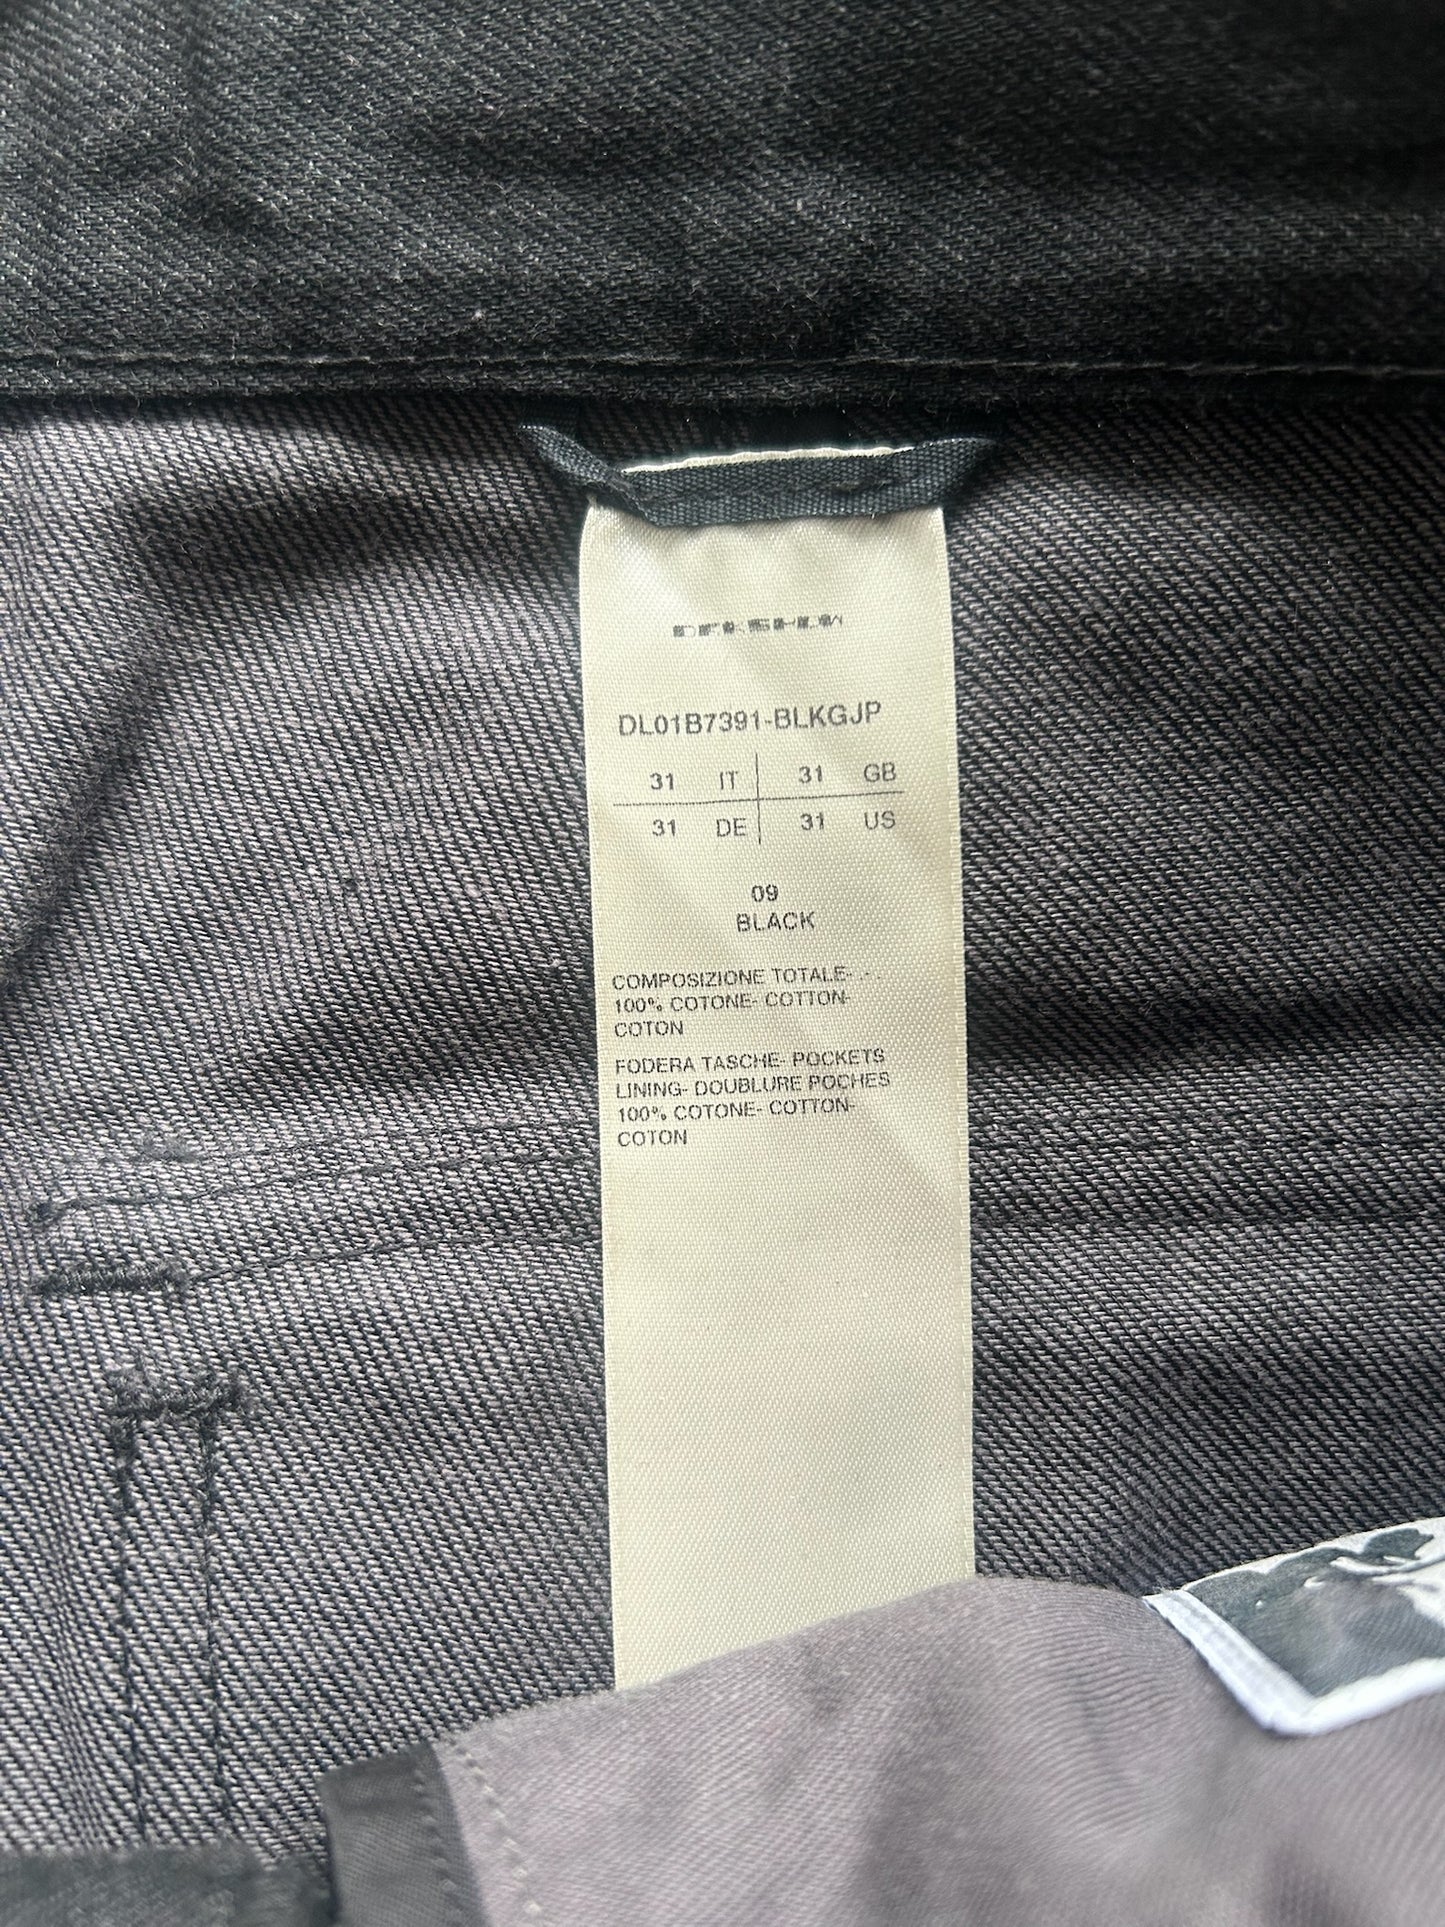 DRKSHDW
DL01B7391-BLKGJP
31 IT 31 GB
31 DE 31 US
09
BLACK
COMPOSIZIONE TOTALE- .- .
100% COTONE- COTTON-
COTON
FODERA TASCHE- POCKETS
LINING- DOUBLURE POCHES
100% COTONE- COTTON-
COTON